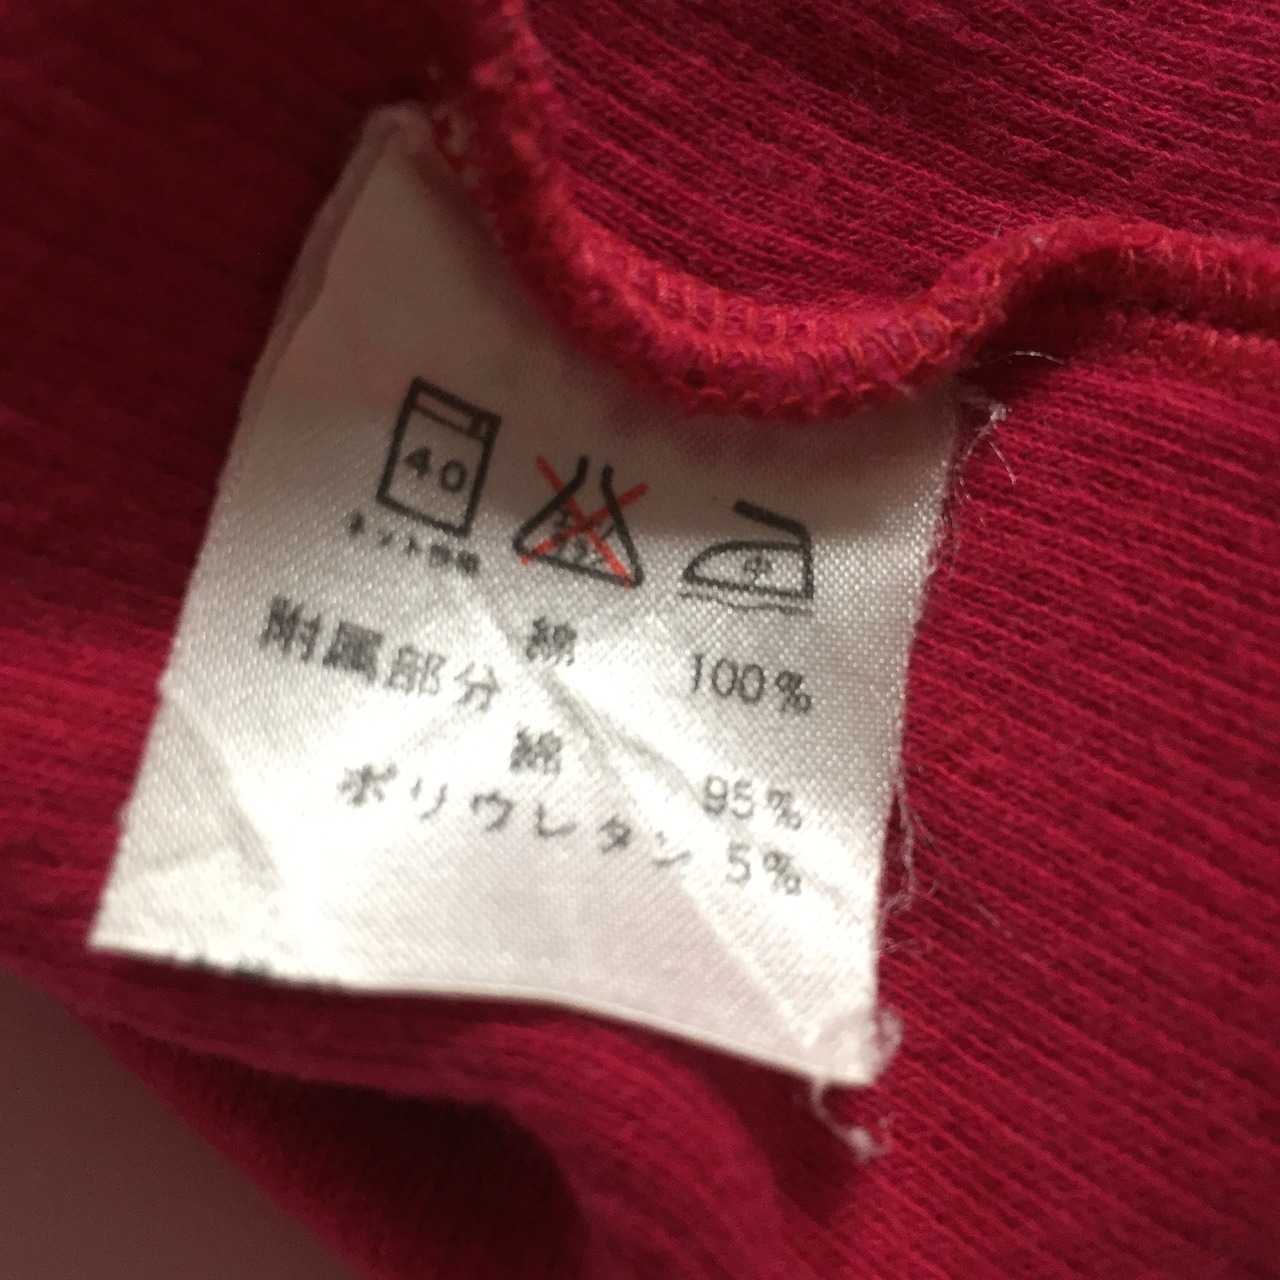 40
ネット使用
中
綿 100%
附属部分
綿 95%
ポリウレタン 5%